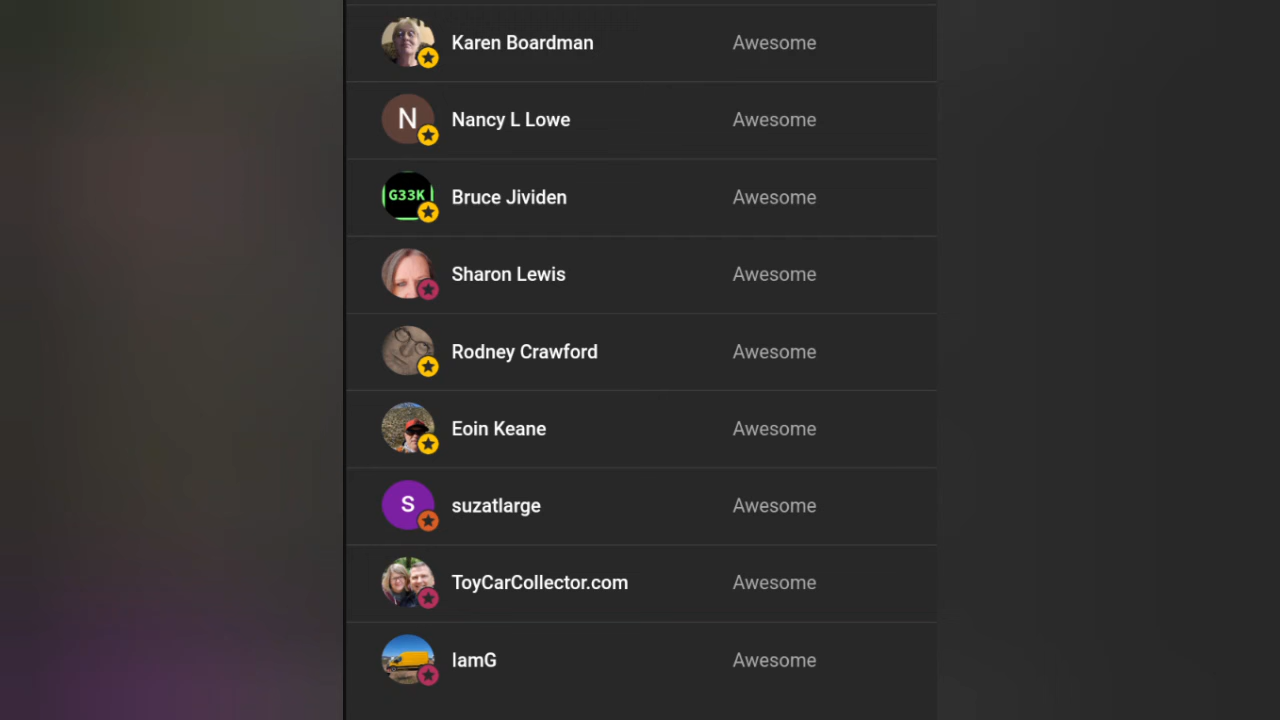 Karen Boardman Awesome
N Nancy L Lowe Awesome
G33K Bruce Jividen Awesome
Sharon Lewis Awesome
Rodney Crawford Awesome
Eoin Keane Awesome
S suzatlarge Awesome
ToyCarCollector.com Awesome
IamG Awesome